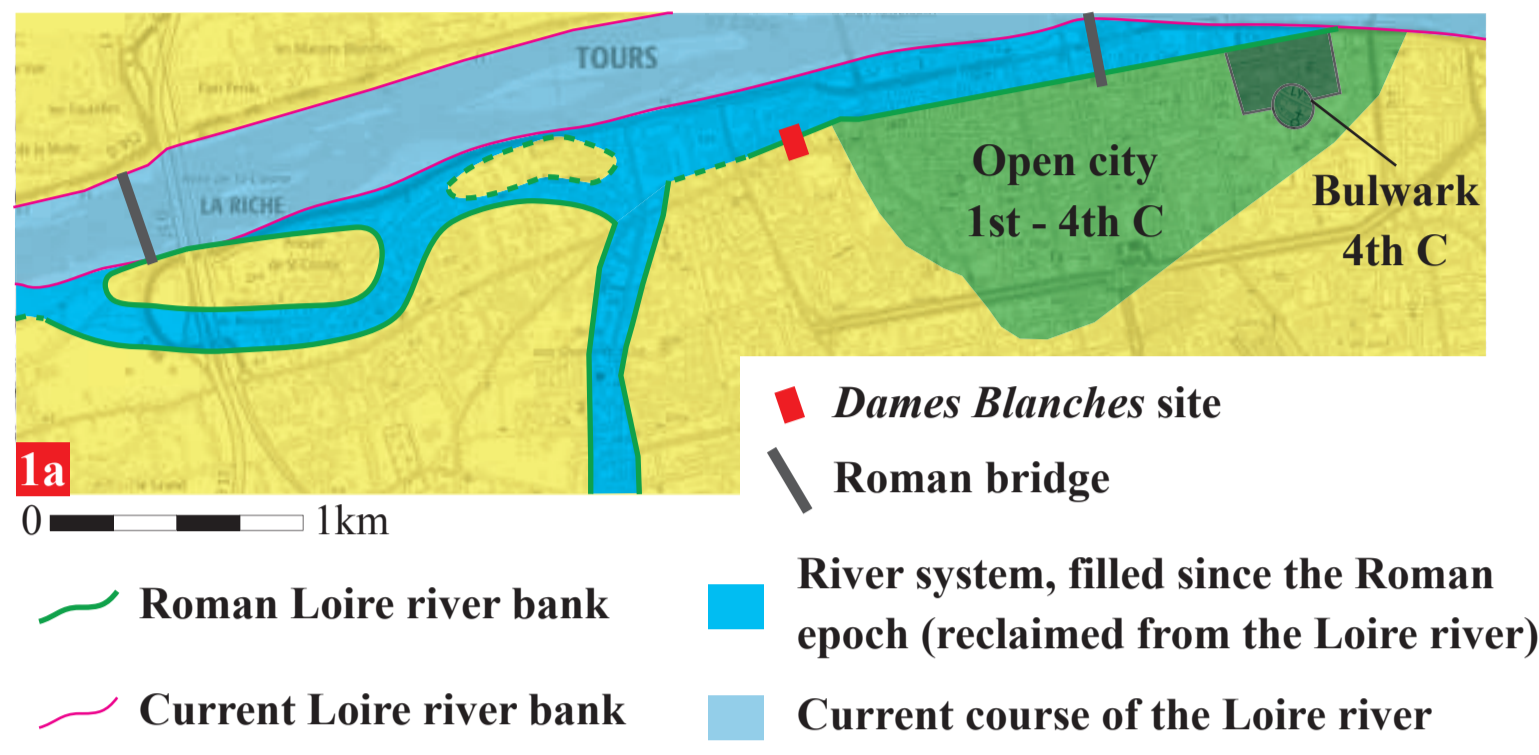 TOURS
LA RICHE
Open city
1st - 4th C
Bulwark
4th C
1a
0 1km
Dames Blanches site
Roman bridge
Roman Loire river bank
River system, filled since the Roman
epoch (reclaimed from the Loire river)
Current Loire river bank
Current course of the Loire river